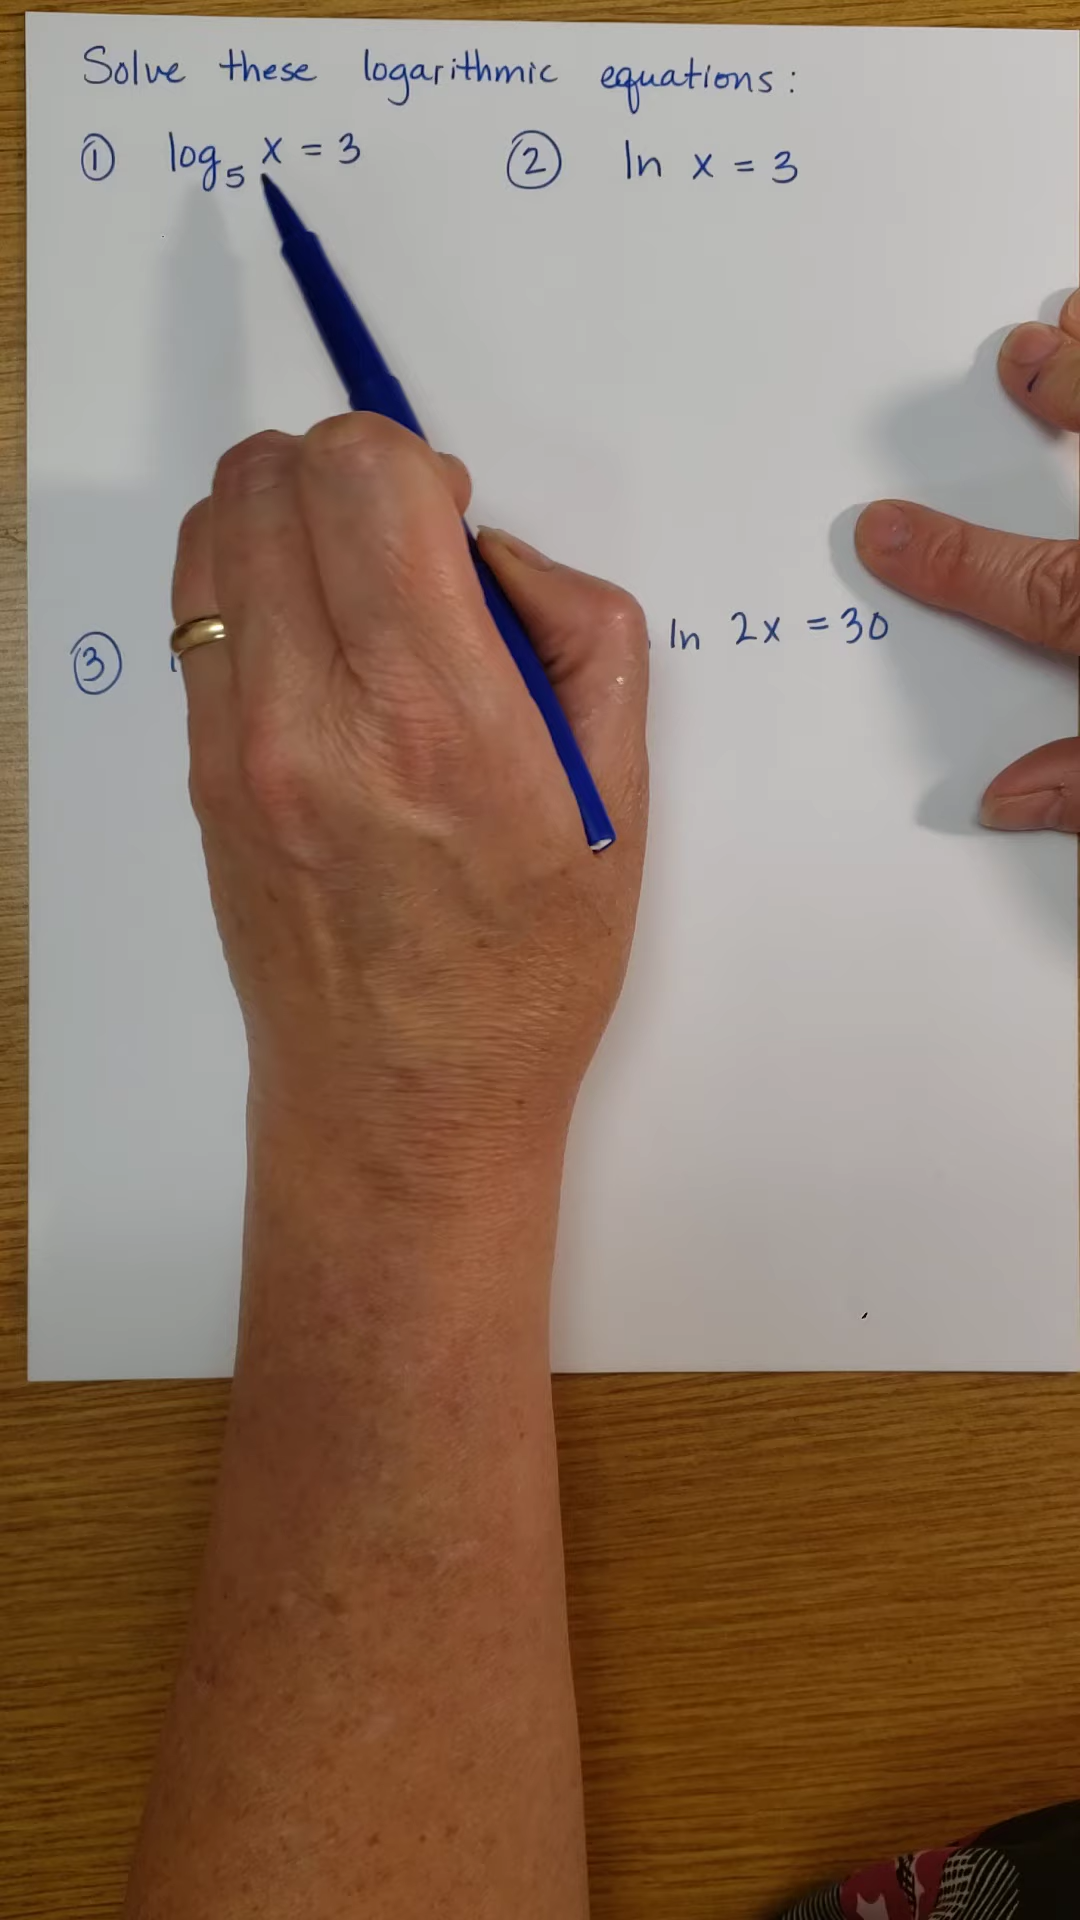 Solve these logarithmic equations:
① log₅ x = 3 ② ln x = 3
③ ln 2x = 30